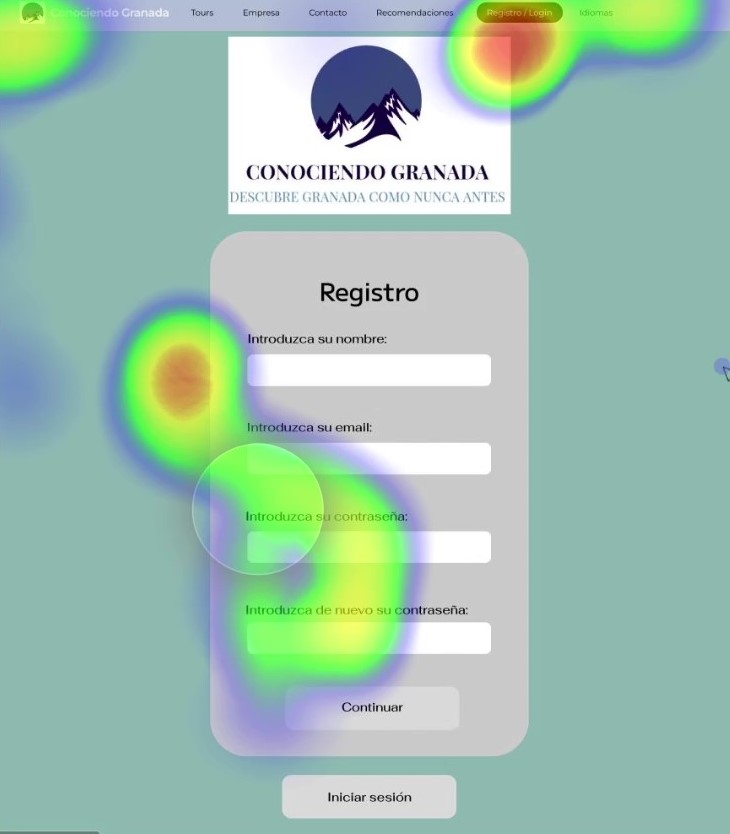 Conociendo Granada Tours Empresa Contacto Recomendaciones Registro / Login Idiomas
CONOCIENDO GRANADA
DESCUBRE GRANADA COMO NUNCA ANTES
Registro
Introduzca su nombre:
Introduzca su email:
Introduzca su contraseña:
Introduzca de nuevo su contraseña:
Continuar
Iniciar sesión